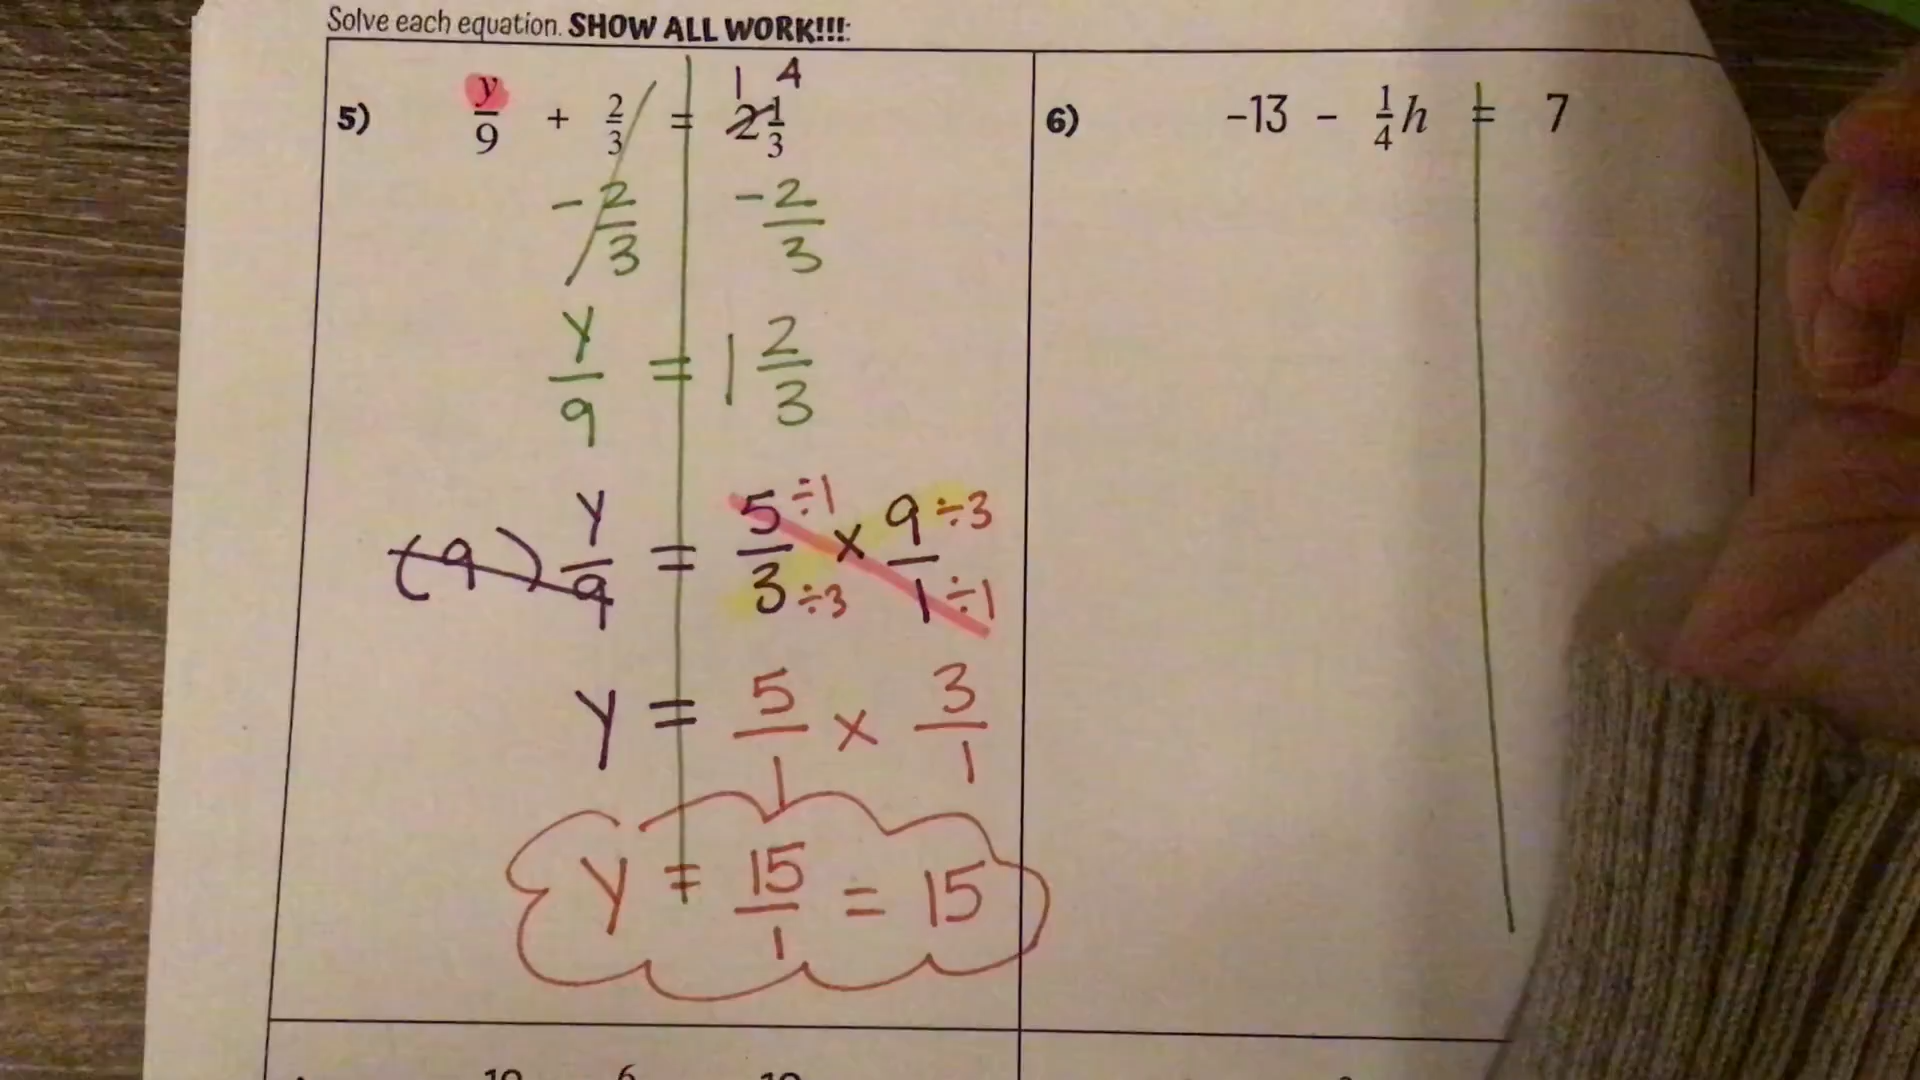 Solve each equation. SHOW ALL WORK!!!:
5) y/9 + 2/3 = 2 1/3
1 4
- 2/3 - 2/3
y/9 = 1 2/3
(9) y/9 = 5/3 ÷1 ÷3 × 9/1 ÷3 ÷1
y = 5/1 × 3/1
y = 15/1 = 15
6) -13 - 1/4 h = 7